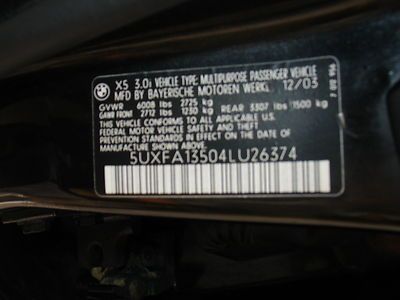 X5 3.0i VEHICLE TYPE: MULTIPURPOSE PASSENGER VEHICLE
MFD BY BAYERISCHE MOTOREN WERKE 12/03
GVWR 6008 lbs 2725 kg
GAWR FRONT 2712 lbs 1230 kg REAR 3307 lbs 1500 kg
THIS VEHICLE CONFORMS TO ALL APPLICABLE U.S.
FEDERAL MOTOR VEHICLE SAFETY AND THEFT
PREVENTION STANDARDS IN EFFECT ON THE DATE OF
MANUFACTURE SHOWN ABOVE.
5UXFA13504LU26374